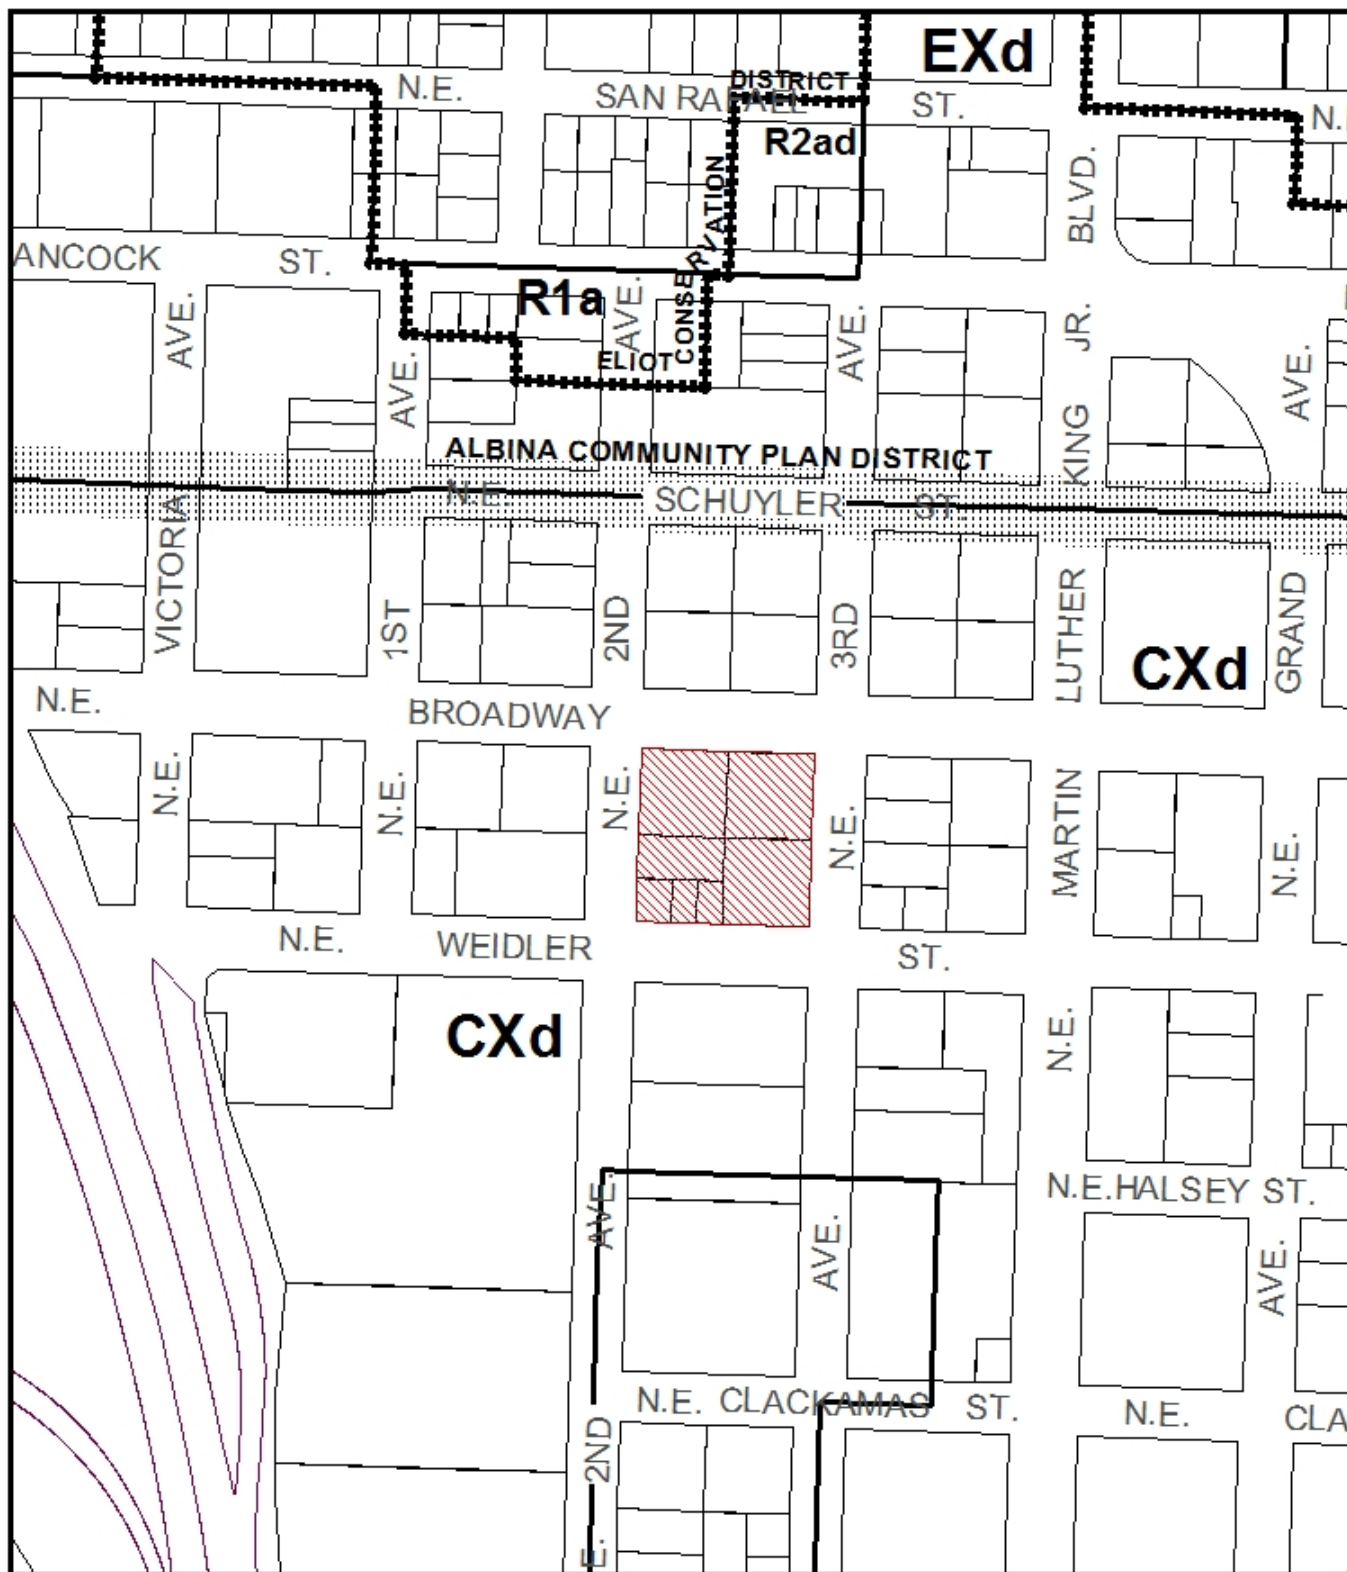 EXd
DISTRICT
N.E. SAN RAFAEL ST.
N.
R2ad
CONSERVATION
BLVD.
ANCOCK ST.
R1a
AVE.
AVE.
AVE.
AVE.
JR.
AVE.
ELIOT
KING
ALBINA COMMUNITY PLAN DISTRICT
N.E. SCHUYLER ST.
VICTORIA
1ST
2ND
3RD
LUTHER
GRAND
CXd
N.E. BROADWAY
N.E.
N.E.
N.E.
N.E.
MARTIN
N.E.
N.E. WEIDLER ST.
CXd
N.E.
AVE.
AVE.
N.E. HALSEY ST.
AVE.
N.E. CLACKAMAS ST.
N.E. CLA
2ND
E.